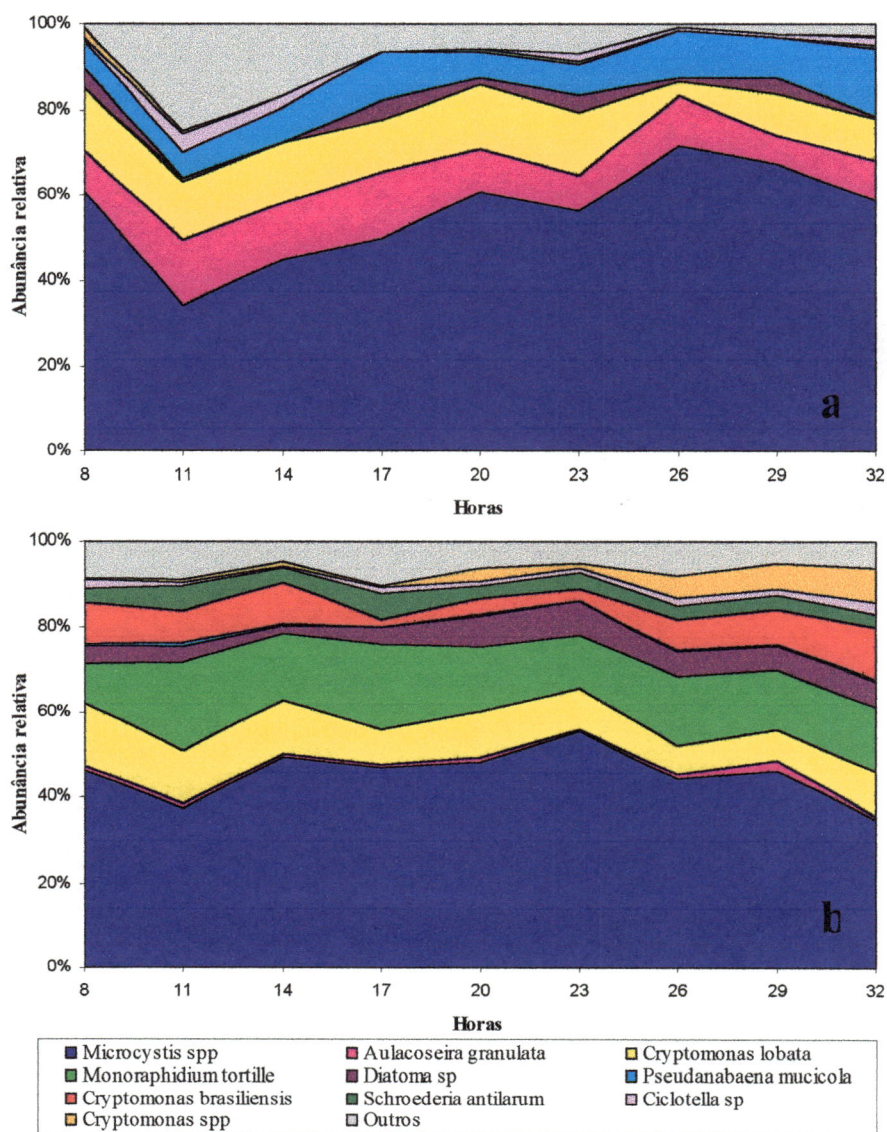 100%
80%
60%
40%
20%
0%
Abunância relativa
a
8 11 14 17 20 23 26 29 32
Horas
100%
80%
60%
40%
20%
0%
Abunância relativa
b
8 11 14 17 20 23 26 29 32
Horas
Microcystis spp Aulacoseira granulata Cryptomonas lobata
Monoraphidium tortille Diatoma sp Pseudanabaena mucicola
Cryptomonas brasiliensis Schroederia antilarum Ciclotella sp
Cryptomonas spp Outros